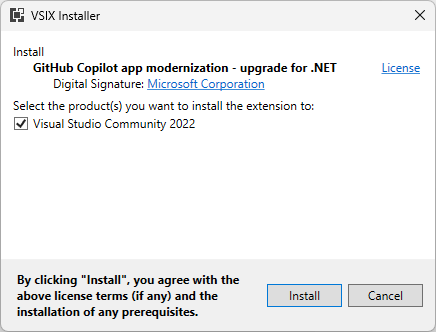 VSIX Installer
Install
GitHub Copilot app modernization - upgrade for .NET
License
Digital Signature: Microsoft Corporation
Select the product(s) you want to install the extension to:
Visual Studio Community 2022
By clicking "Install", you agree with the
above license terms (if any) and the
installation of any prerequisites.
Install
Cancel